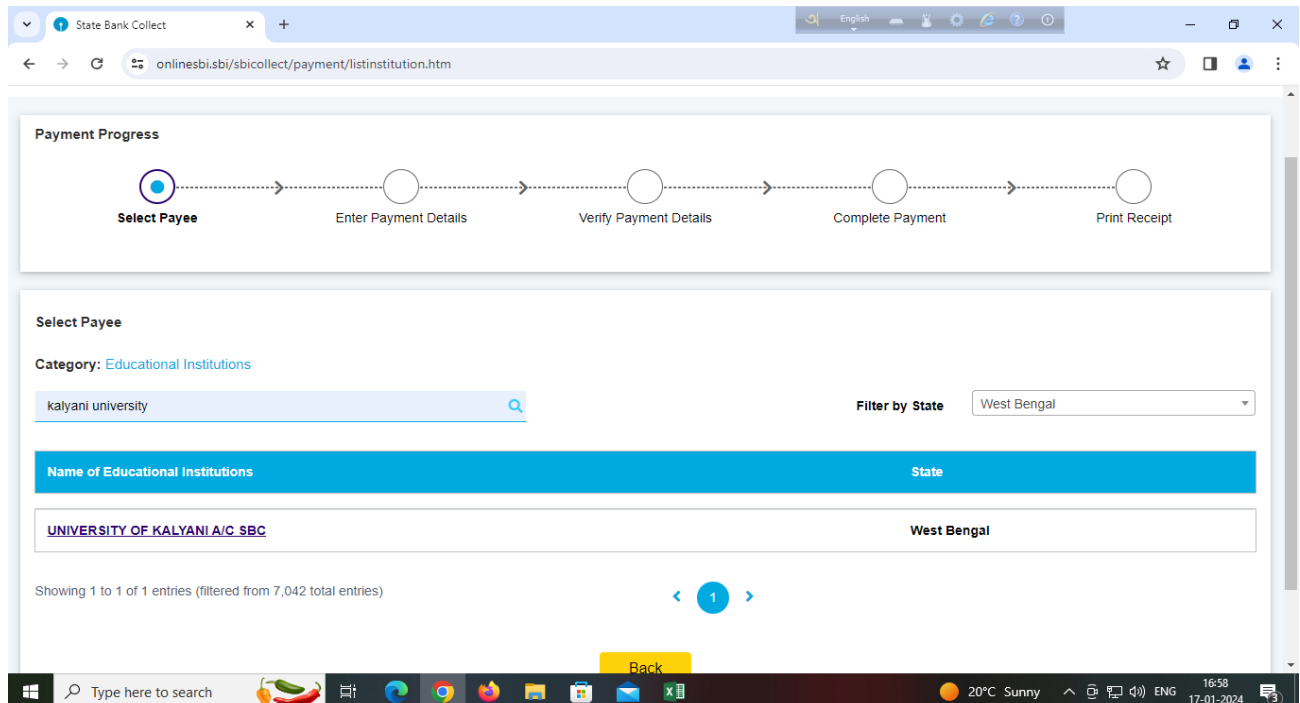 State Bank Collect
English
onlinesbi.sbi/sbicollect/payment/listinstitution.htm
Payment Progress
Select Payee
Enter Payment Details
Verify Payment Details
Complete Payment
Print Receipt
Select Payee
Category: Educational Institutions
kalyani university
Filter by State
West Bengal
Name of Educational Institutions
State
UNIVERSITY OF KALYANI A/C SBC
West Bengal
Showing 1 to 1 of 1 entries (filtered from 7,042 total entries)
1
Back
Type here to search
20°C Sunny
ENG
16:58
17-01-2024
3